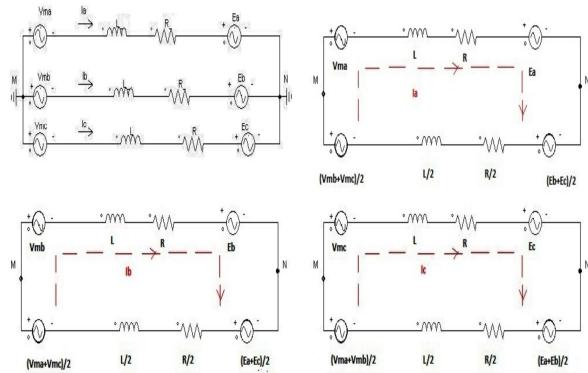 Vma Ia L R Ea
M Vmb Ib L R Eb N
Vmc Ic L R Ec
L R
Vma Ea
M Ia N
(Vmb+Vmc)/2 L/2 R/2 (Eb+Ec)/2
L R
Vmb Eb
M Ib N
(Vma+Vmc)/2 L/2 R/2 (Ea+Ec)/2
L R
Vmc Ec
M Ic N
(Vma+Vmb)/2 L/2 R/2 (Ea+Eb)/2